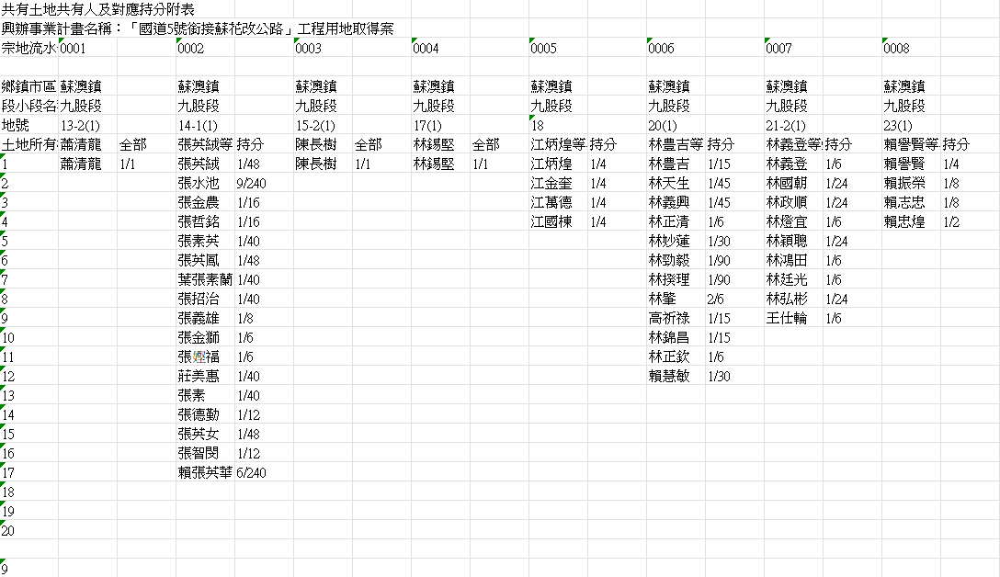 共有土地共有人及對應持分附表
興辦事業計畫名稱：「國道5號銜接蘇花改公路」工程用地取得案
宗地流水 0001 0002 0003 0004 0005 0006 0007 0008
鄉鎮市區 蘇澳鎮 蘇澳鎮 蘇澳鎮 蘇澳鎮 蘇澳鎮 蘇澳鎮 蘇澳鎮 蘇澳鎮
段小段名 九股段 九股段 九股段 九股段 九股段 九股段 九股段 九股段
地號 13-2(1) 14-1(1) 15-2(1) 17(1) 18 20(1) 21-2(1) 23(1)
土地所有 蕭清龍 全部 張英絨等 持分 陳長樹 全部 林錫堅 全部 江炳煌等 持分 林豊吉等 持分 林義登等 持分 賴譽賢等 持分
1 蕭清龍 1/1 張英絨 1/48 陳長樹 1/1 林錫堅 1/1 江炳煌 1/4 林豊吉 1/15 林義登 1/6 賴譽賢 1/4
2 張水池 9/240 江金奎 1/4 林天生 1/45 林國朝 1/24 賴振榮 1/8
3 張金農 1/16 江萬德 1/4 林義興 1/45 林政順 1/24 賴志忠 1/8
4 張哲銘 1/16 江國棟 1/4 林正清 1/6 林燈宜 1/6 賴忠煌 1/2
5 張素英 1/40 林妙蓮 1/30 林穎聰 1/24
6 張英鳳 1/48 林勁毅 1/90 林鴻田 1/6
7 葉張素蘭 1/40 林揆理 1/90 林廷光 1/6
8 張招治 1/40 林肇 2/6 林弘彬 1/24
9 張義雄 1/8 高祈祿 1/15 王仕輪 1/6
10 張金獅 1/6 林錦昌 1/15
11 張嬑福 1/6 林正欽 1/6
12 莊美惠 1/40 賴慧敏 1/30
13 張素 1/40
14 張德勤 1/12
15 張英女 1/48
16 張智閔 1/12
17 賴張英華 6/240
18
19
20
9